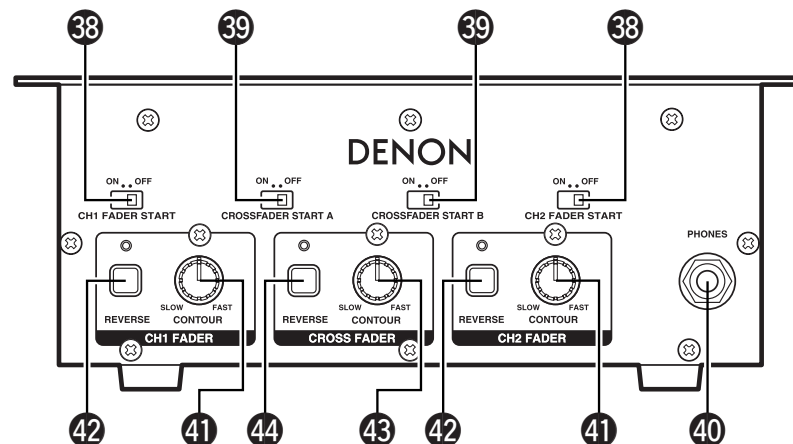 38 39 39 38
DENON
ON OFF ON OFF ON OFF ON OFF
CH1 FADER START CROSSFADER START A CROSSFADER START B CH2 FADER START
PHONES
SLOW FAST SLOW FAST SLOW FAST
REVERSE CONTOUR REVERSE CONTOUR REVERSE CONTOUR
CH1 FADER CROSS FADER CH2 FADER
42 41 44 43 42 41 40